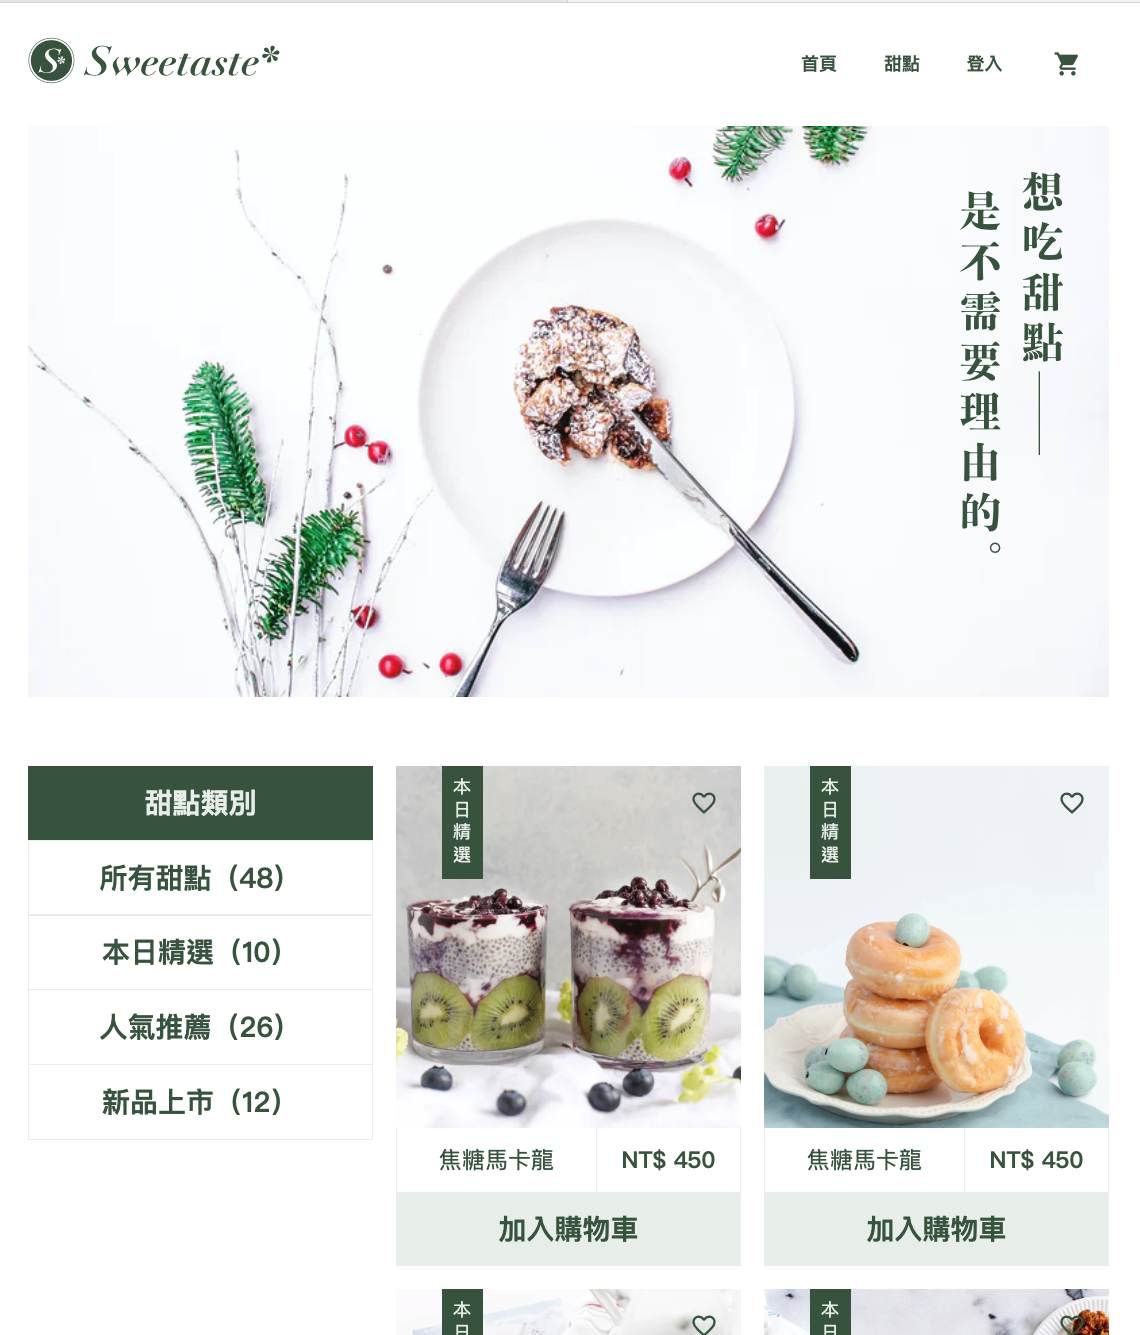 S* Sweetaste*
首頁 甜點 登入
想吃甜點——
是不需要理由的。
甜點類別
所有甜點（48）
本日精選（10）
人氣推薦（26）
新品上市（12）
本日精選
焦糖馬卡龍 NT$ 450
加入購物車
本日精選
焦糖馬卡龍 NT$ 450
加入購物車
本日
本日